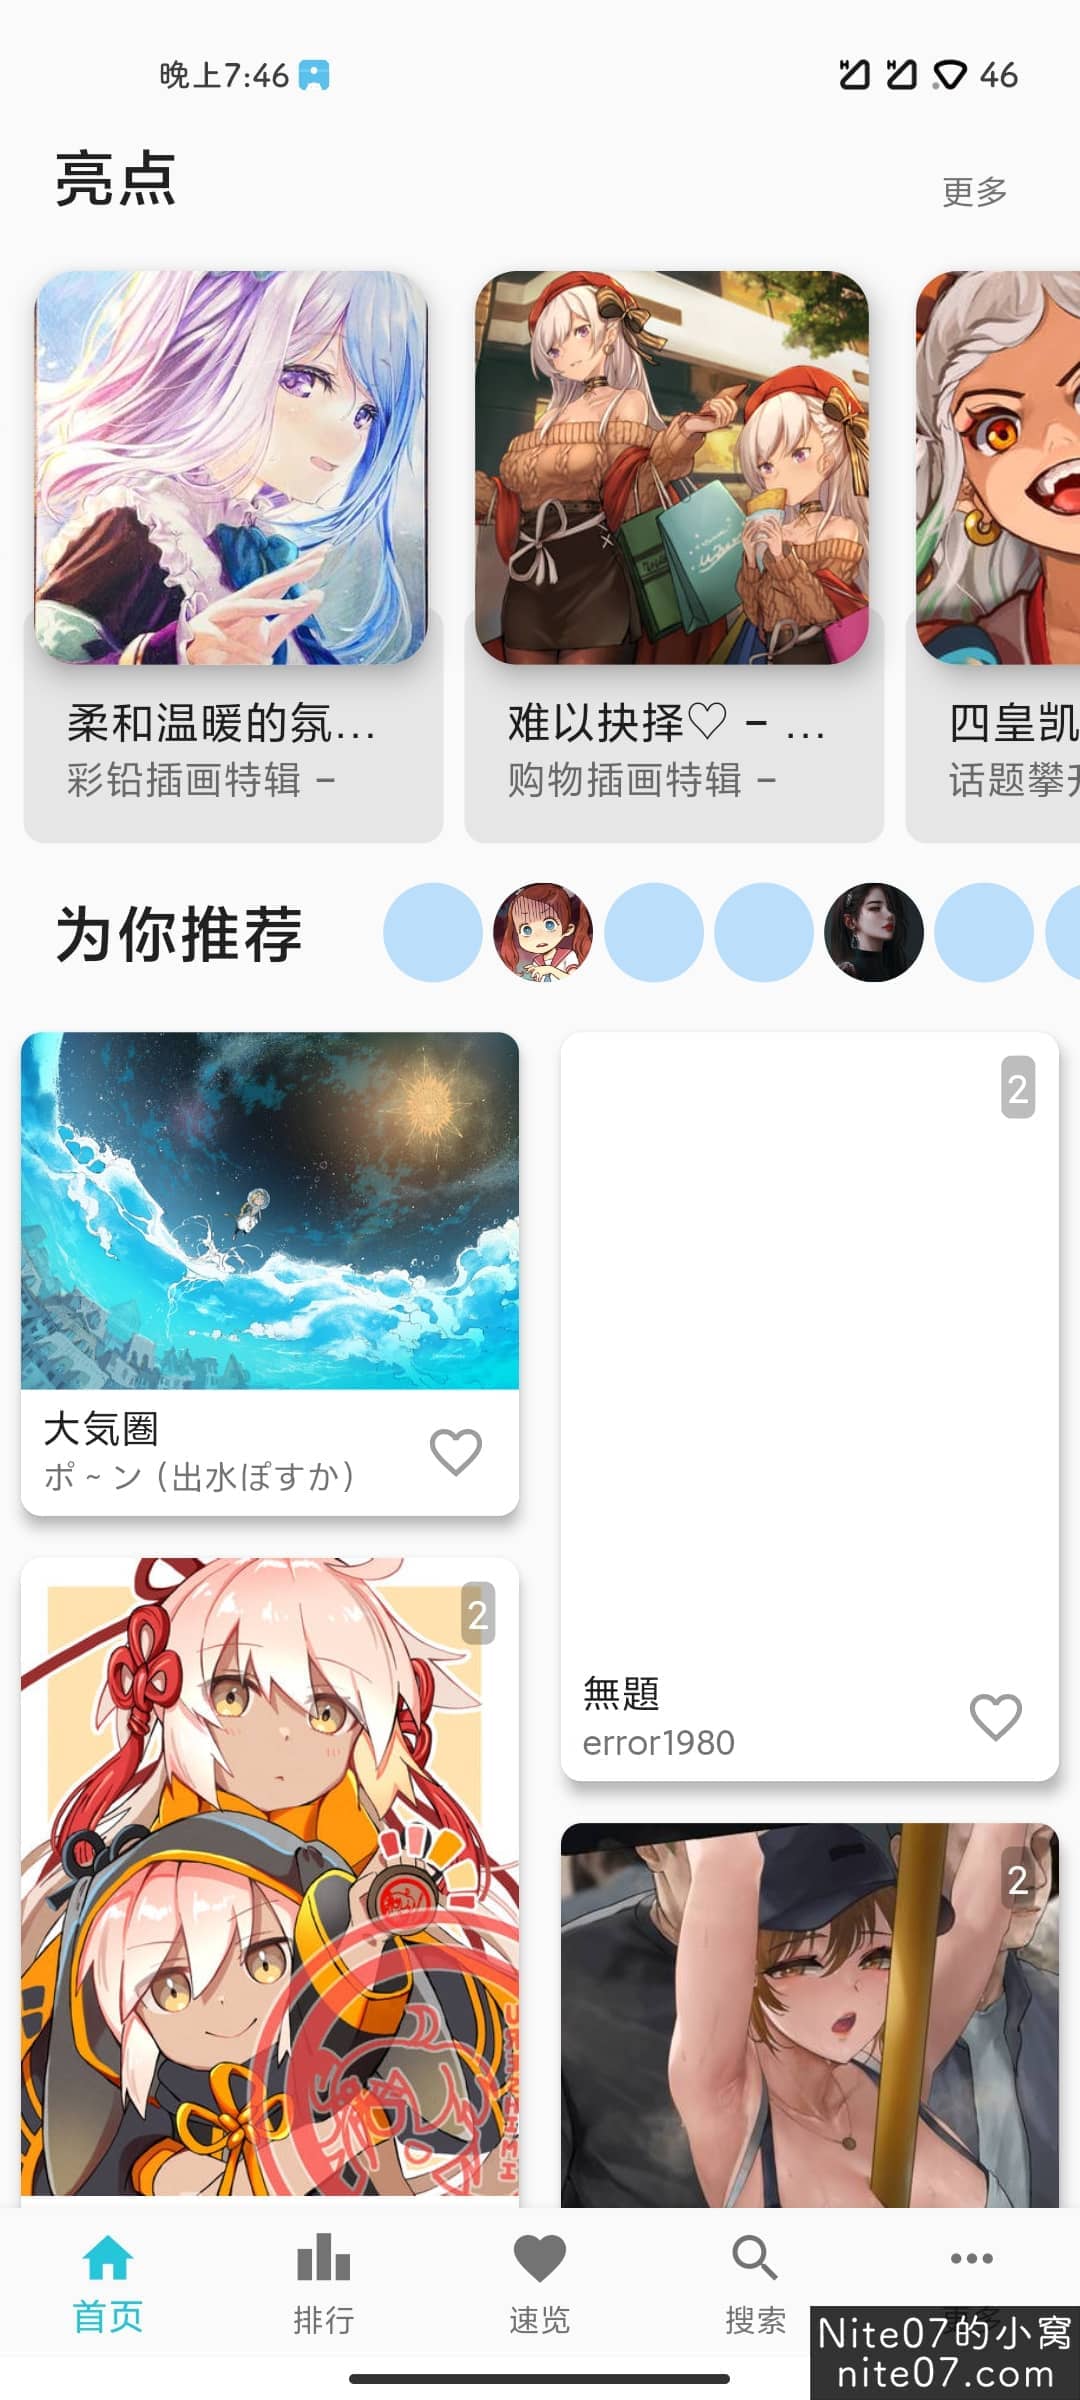 晚上7:46
46
亮点
更多
柔和温暖的氛...
彩铅插画特辑 –
难以抉择♡ – ...
购物插画特辑 –
四皇凯
话题攀升
为你推荐
大気圏
ポ~ン (出水ぽすか)
2
無題
error1980
2
2
首页
排行
速览
搜索
更多
Nite07的小窝
nite07.com